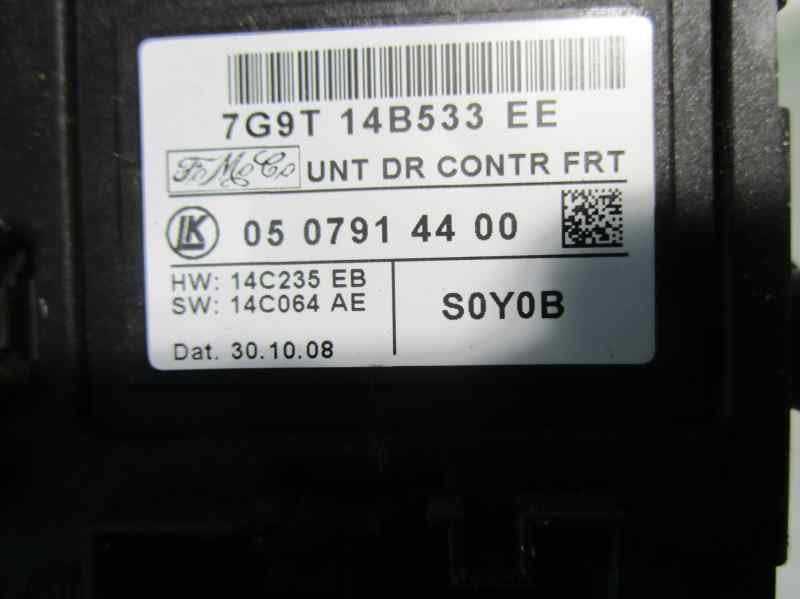 7G9T 14B533 EE
FoMoCo UNT DR CONTR FRT
LK 05 0791 44 00
HW: 14C235 EB
SW: 14C064 AE
S0Y0B
Dat. 30.10.08